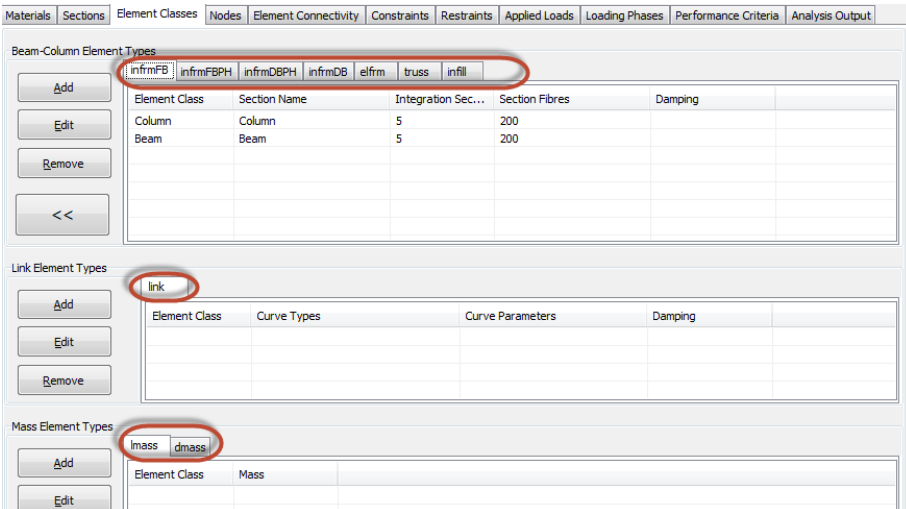 Materials Sections Element Classes Nodes Element Connectivity Constraints Restraints Applied Loads Loading Phases Performance Criteria Analysis Output
Beam-Column Element Types
infrmFB infrmFBPH infrmDBPH infrmDB elfrm truss infill
Add
Edit
Remove
<<
Element Class Section Name Integration Sec... Section Fibres Damping
Column Column 5 200
Beam Beam 5 200
Link Element Types
link
Add
Edit
Remove
Element Class Curve Types Curve Parameters Damping
Mass Element Types
lmass dmass
Add
Edit
Element Class Mass